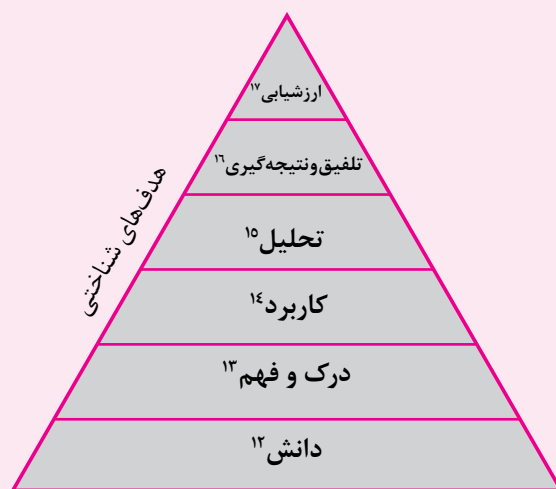 ارزشیابی۱۷
تلفیق‌ونتیجه‌گیری۱۶
تحلیل۱۵
کاربرد۱۴
درک و فهم۱۳
دانش۱۲
هدف‌های شناختی